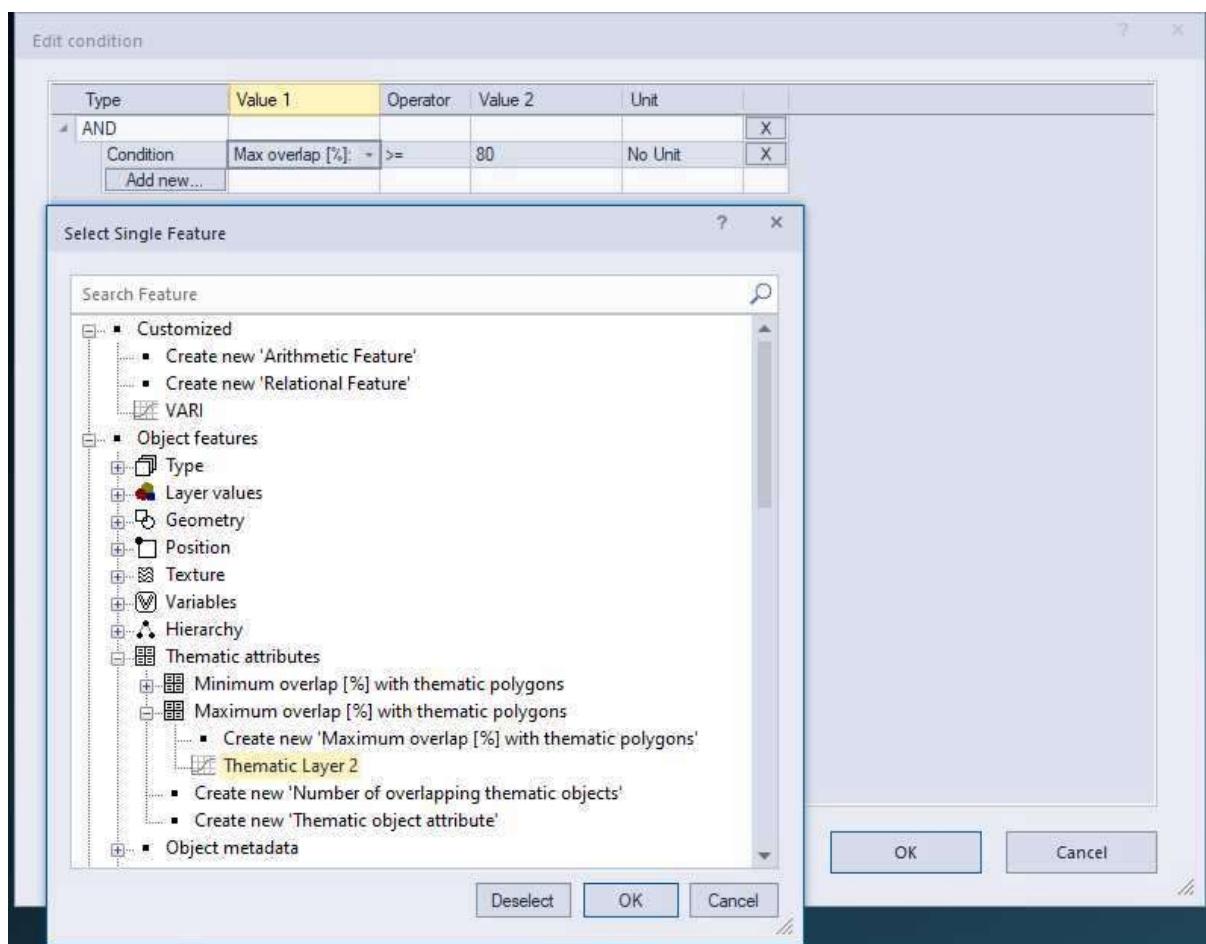 Edit condition
? ×
Type Value 1 Operator Value 2 Unit
AND X
Condition Max overlap [%]: >= 80 No Unit X
Add new...
Select Single Feature ? ×
Search Feature
Customized
Create new 'Arithmetic Feature'
Create new 'Relational Feature'
VARI
Object features
Type
Layer values
Geometry
Position
Texture
Variables
Hierarchy
Thematic attributes
Minimum overlap [%] with thematic polygons
Maximum overlap [%] with thematic polygons
Create new 'Maximum overlap [%] with thematic polygons'
Thematic Layer 2
Create new 'Number of overlapping thematic objects'
Create new 'Thematic object attribute'
Object metadata
OK Cancel
Deselect OK Cancel